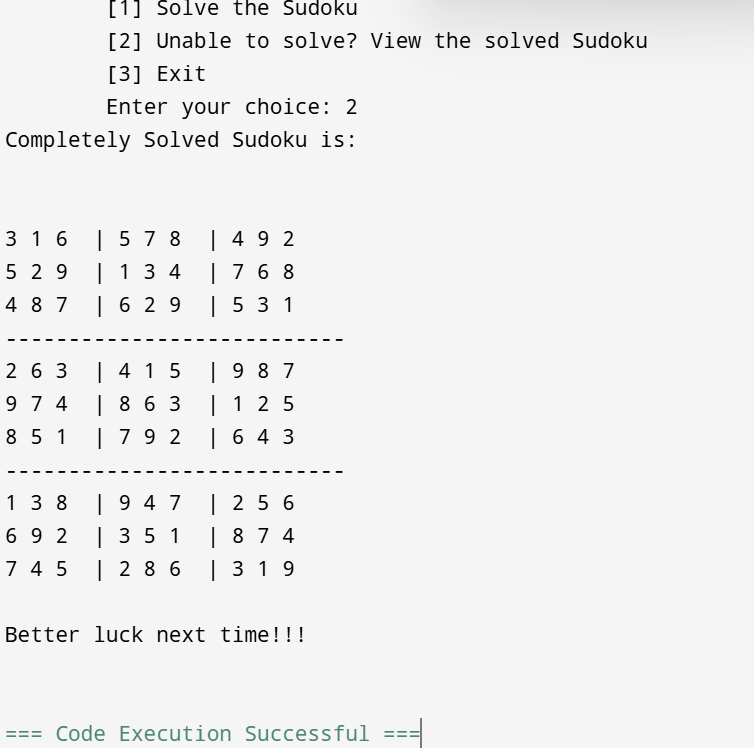 [1] Solve the Sudoku
[2] Unable to solve? View the solved Sudoku
[3] Exit
Enter your choice: 2
Completely Solved Sudoku is:
3 1 6  | 5 7 8  | 4 9 2
5 2 9  | 1 3 4  | 7 6 8
4 8 7  | 6 2 9  | 5 3 1
---------------------------
2 6 3  | 4 1 5  | 9 8 7
9 7 4  | 8 6 3  | 1 2 5
8 5 1  | 7 9 2  | 6 4 3
---------------------------
1 3 8  | 9 4 7  | 2 5 6
6 9 2  | 3 5 1  | 8 7 4
7 4 5  | 2 8 6  | 3 1 9
Better luck next time!!!
=== Code Execution Successful ===